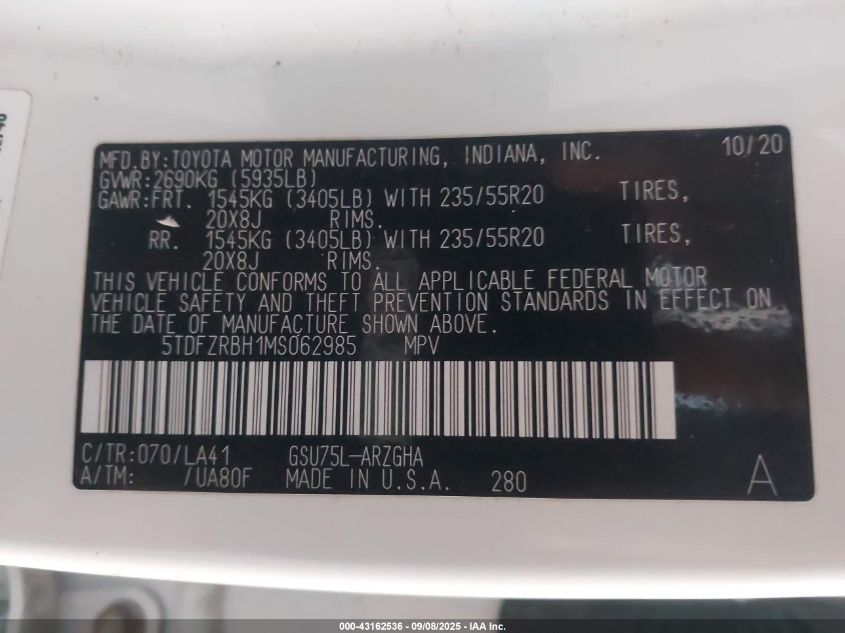 MFD.BY:TOYOTA MOTOR MANUFACTURING, INDIANA, INC. 10/20
GVWR:2690KG (5935LB)
GAWR:FRT. 1545KG (3405LB) WITH 235/55R20 TIRES,
20X8J RIMS.
RR. 1545KG (3405LB) WITH 235/55R20 TIRES,
20X8J RIMS.
THIS VEHICLE CONFORMS TO ALL APPLICABLE FEDERAL MOTOR
VEHICLE SAFETY AND THEFT PREVENTION STANDARDS IN EFFECT ON
THE DATE OF MANUFACTURE SHOWN ABOVE.
5TDFZRBH1MS062985 MPV
C/TR:070/LA41 GSU75L-ARZGHA
A/TM: /UA80F MADE IN U.S.A. 280 A
000-43162536 - 09/08/2025 - IAA Inc.